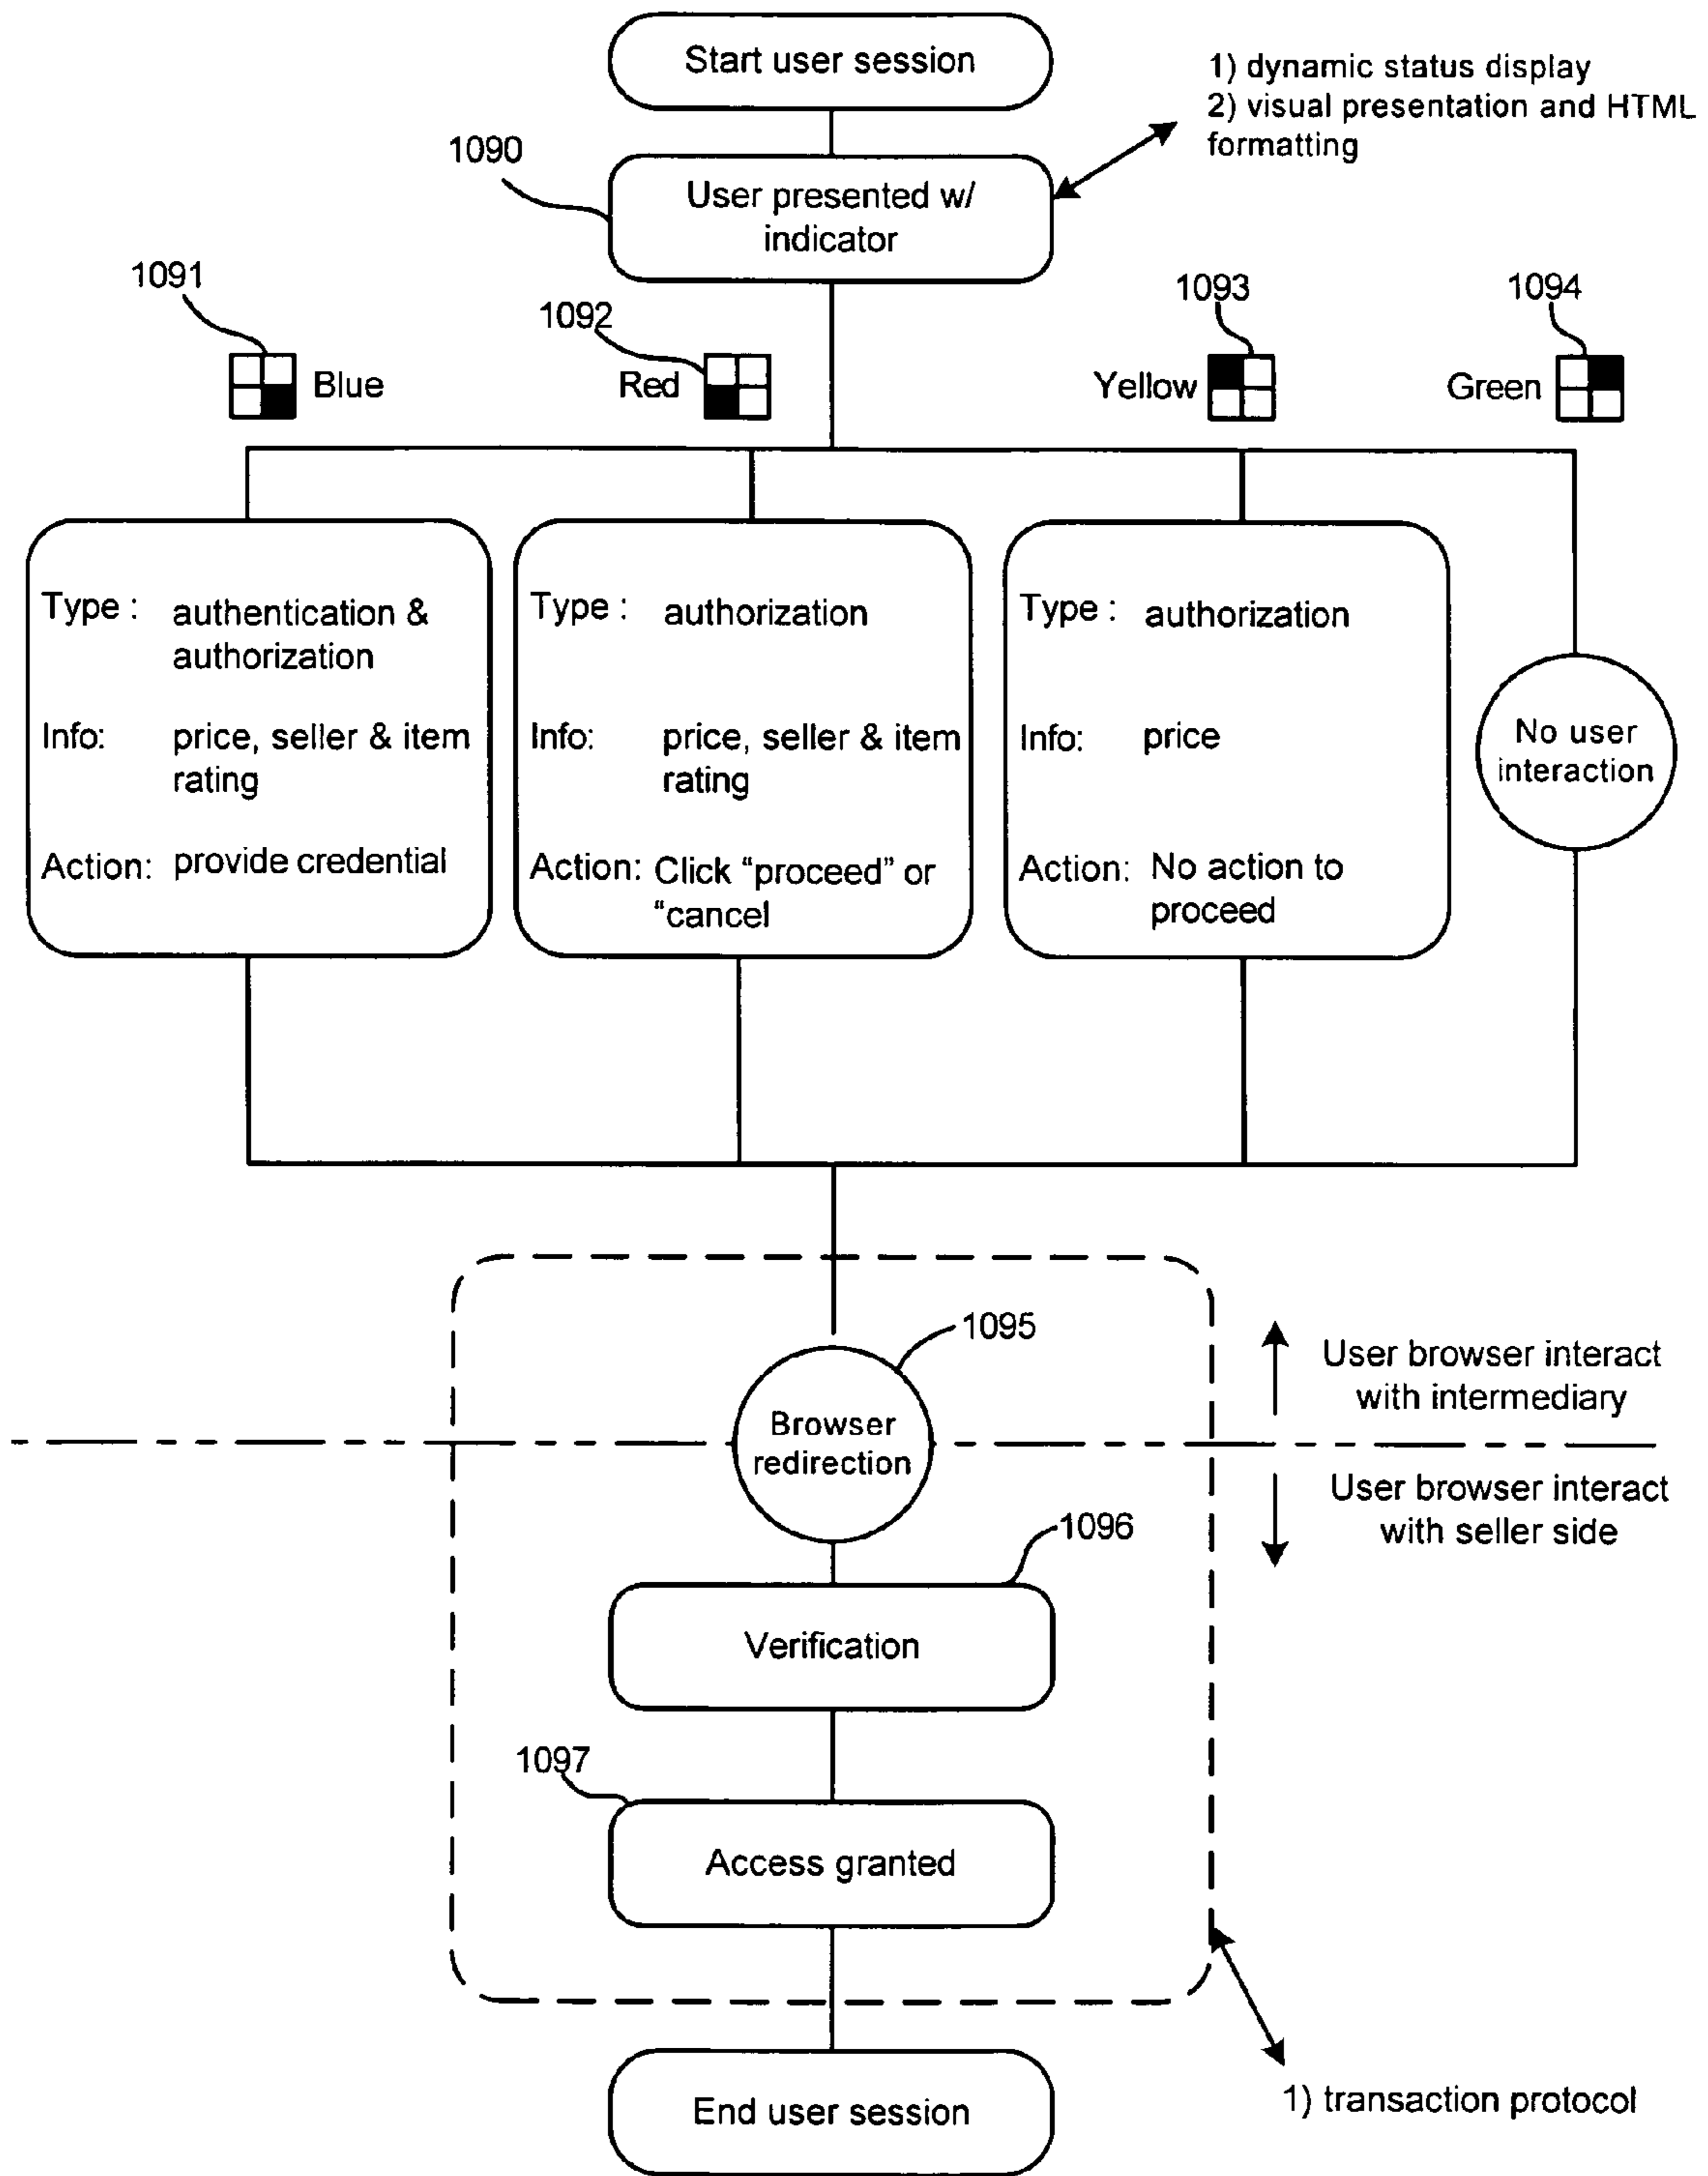 Start user session
1) dynamic status display
2) visual presentation and HTML
formatting
1090
User presented w/
indicator
1091
Blue
1092
Red
1093
Yellow
1094
Green
Type : authentication &
authorization
Info: price, seller & item
rating
Action: provide credential
Type : authorization
Info: price, seller & item
rating
Action: Click “proceed” or
“cancel
Type : authorization
Info: price
Action: No action to
proceed
No user
interaction
1095
Browser
redirection
User browser interact
with intermediary
User browser interact
with seller side
1096
Verification
1097
Access granted
End user session
1) transaction protocol